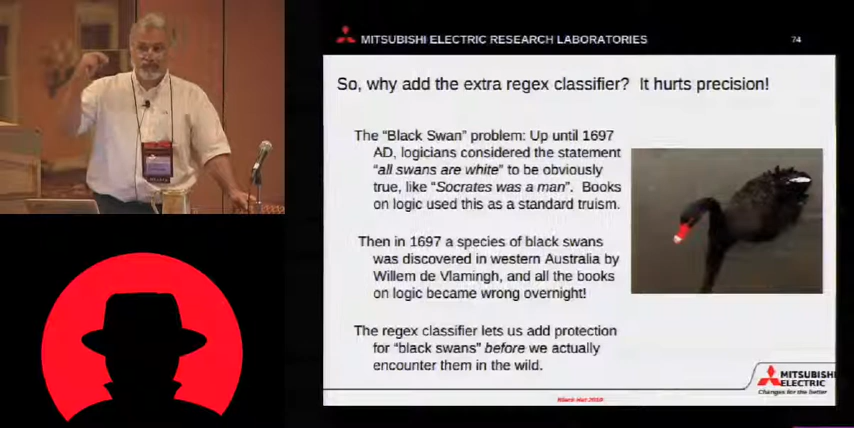 MITSUBISHI ELECTRIC RESEARCH LABORATORIES
74
So, why add the extra regex classifier? It hurts precision!
The "Black Swan" problem: Up until 1697
AD, logicians considered the statement
"all swans are white" to be obviously
true, like "Socrates was a man". Books
on logic used this as a standard truism.
Then in 1697 a species of black swans
was discovered in western Australia by
Willem de Vlamingh, and all the books
on logic became wrong overnight!
The regex classifier lets us add protection
for "black swans" before we actually
encounter them in the wild.
MITSUBISHI
ELECTRIC
Changes for the better